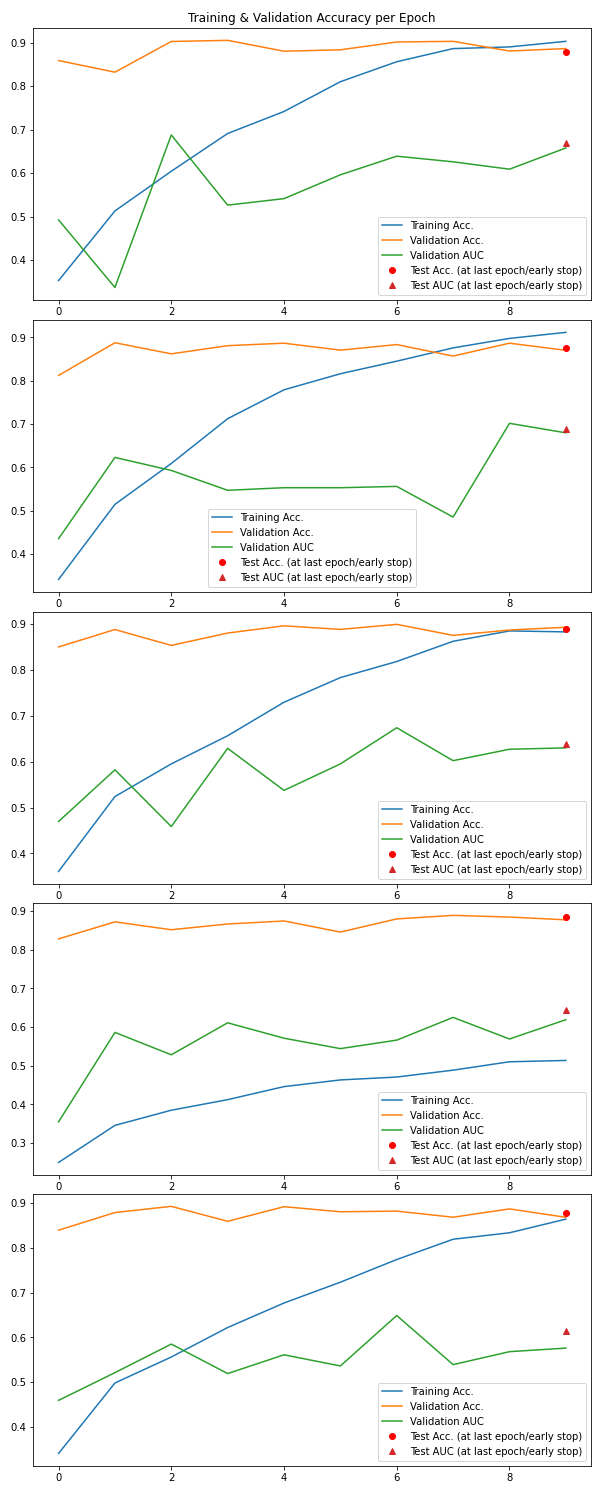 Training & Validation Accuracy per Epoch
0.9
0.8
0.7
0.6
0.5
0.4
Training Acc.
Validation Acc.
Validation AUC
Test Acc. (at last epoch/early stop)
Test AUC (at last epoch/early stop)
0 2 4 6 8
0.9
0.8
0.7
0.6
0.5
0.4
Training Acc.
Validation Acc.
Validation AUC
Test Acc. (at last epoch/early stop)
Test AUC (at last epoch/early stop)
0 2 4 6 8
0.9
0.8
0.7
0.6
0.5
0.4
Training Acc.
Validation Acc.
Validation AUC
Test Acc. (at last epoch/early stop)
Test AUC (at last epoch/early stop)
0 2 4 6 8
0.9
0.8
0.7
0.6
0.5
0.4
0.3
Training Acc.
Validation Acc.
Validation AUC
Test Acc. (at last epoch/early stop)
Test AUC (at last epoch/early stop)
0 2 4 6 8
0.9
0.8
0.7
0.6
0.5
0.4
Training Acc.
Validation Acc.
Validation AUC
Test Acc. (at last epoch/early stop)
Test AUC (at last epoch/early stop)
0 2 4 6 8